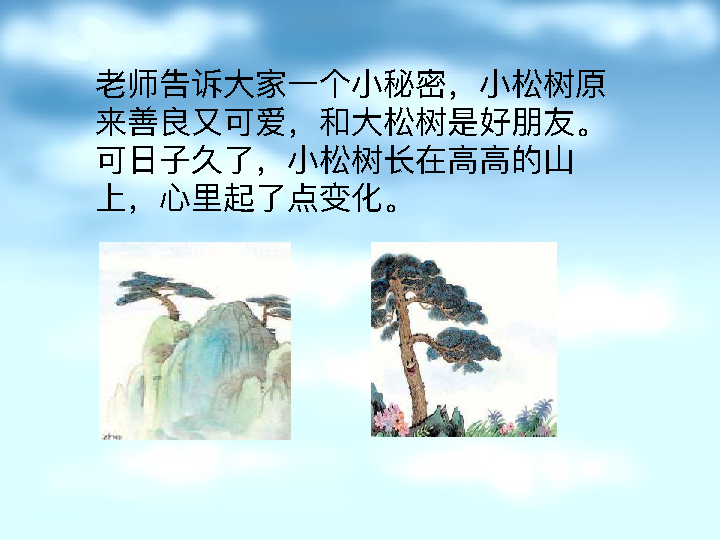 老师告诉大家一个小秘密，小松树原
来善良又可爱，和大松树是好朋友。
可日子久了，小松树长在高高的山
上，心里起了点变化。